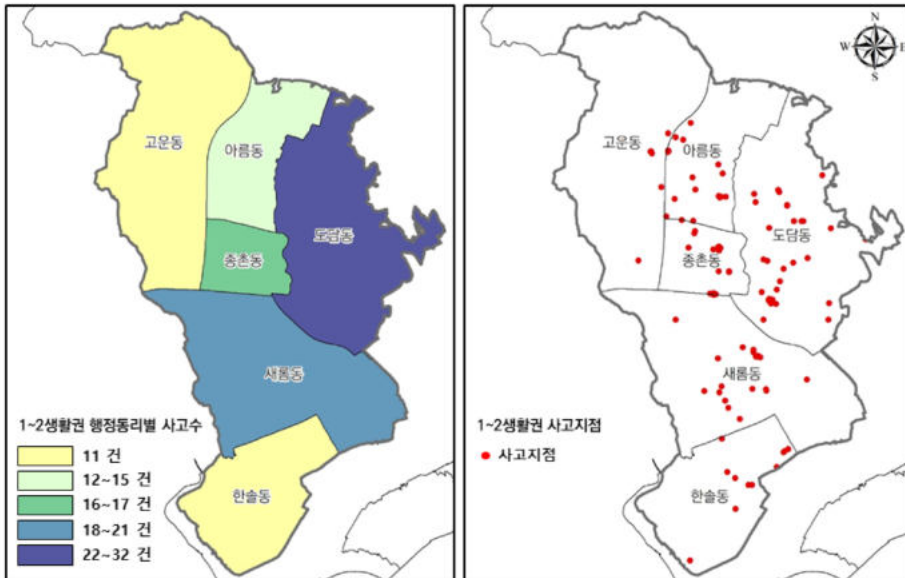 고운동
아름동
도담동
종촌동
새롬동
한솔동
1~2생활권 행정동리별 사고수
11 건
12~15 건
16~17 건
18~21 건
22~32 건
N
W E
S
고운동
아름동
도담동
종촌동
새롬동
한솔동
1~2생활권 사고지점
사고지점